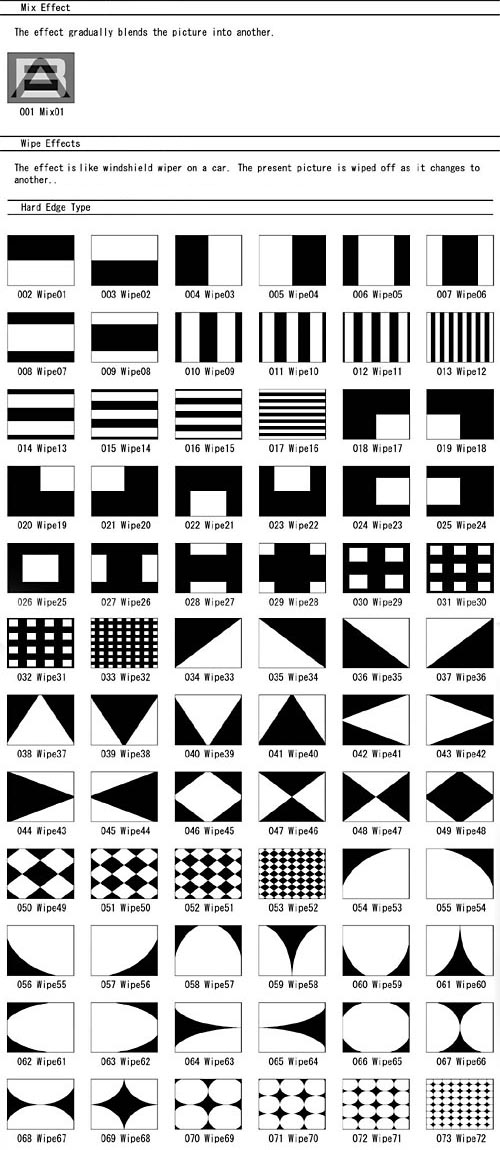 Mix Effect
The effect gradually blends the picture into another.
001 Mix01
Wipe Effects
The effect is like windshield wiper on a car. The present picture is wiped off as it changes to
another..
Hard Edge Type
002 Wipe01 003 Wipe02 004 Wipe03 005 Wipe04 006 Wipe05 007 Wipe06
008 Wipe07 009 Wipe08 010 Wipe09 011 Wipe10 012 Wipe11 013 Wipe12
014 Wipe13 015 Wipe14 016 Wipe15 017 Wipe16 018 Wipe17 019 Wipe18
020 Wipe19 021 Wipe20 022 Wipe21 023 Wipe22 024 Wipe23 025 Wipe24
026 Wipe25 027 Wipe26 028 Wipe27 029 Wipe28 030 Wipe29 031 Wipe30
032 Wipe31 033 Wipe32 034 Wipe33 035 Wipe34 036 Wipe35 037 Wipe36
038 Wipe37 039 Wipe38 040 Wipe39 041 Wipe40 042 Wipe41 043 Wipe42
044 Wipe43 045 Wipe44 046 Wipe45 047 Wipe46 048 Wipe47 049 Wipe48
050 Wipe49 051 Wipe50 052 Wipe51 053 Wipe52 054 Wipe53 055 Wipe54
056 Wipe55 057 Wipe56 058 Wipe57 059 Wipe58 060 Wipe59 061 Wipe60
062 Wipe61 063 Wipe62 064 Wipe63 065 Wipe64 066 Wipe65 067 Wipe66
068 Wipe67 069 Wipe68 070 Wipe69 071 Wipe70 072 Wipe71 073 Wipe72